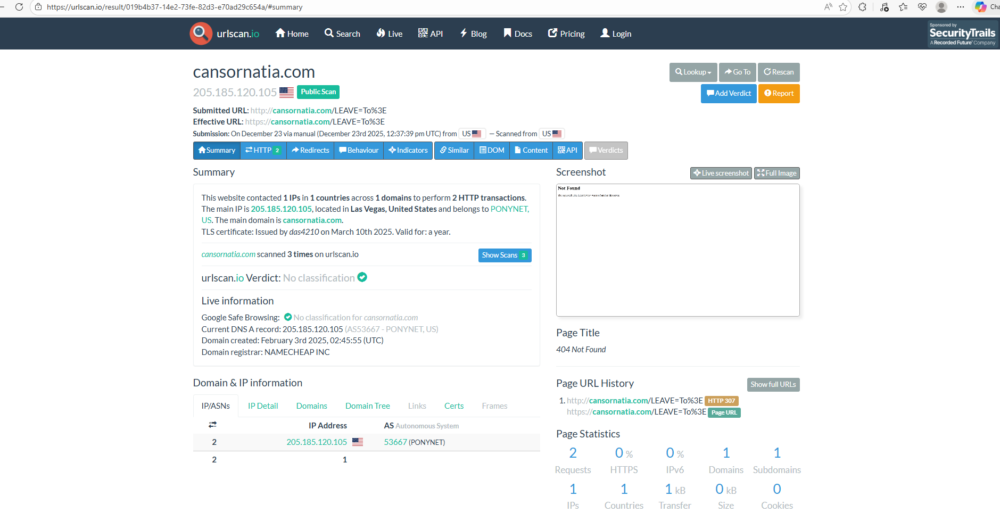 https://urlscan.io/result/019b4b37-14e2-73fe-82d3-e70ad29c654a/#summary
Cha
urlscan.io
Home
Search
Live
API
Blog
Docs
Pricing
Login
Sponsored by
SecurityTrails
A Recorded Future® Company
cansornatia.com
Lookup
Go To
Rescan
205.185.120.105
Public Scan
Add Verdict
Report
Submitted URL: http://cansornatia.com/LEAVE=To%3E
Effective URL: https://cansornatia.com/LEAVE=To%3E
Submission: On December 23 via manual (December 23rd 2025, 12:37:39 pm UTC) from US — Scanned from US
Summary
HTTP 2
Redirects
Behaviour
Indicators
Similar
DOM
Content
API
Verdicts
Summary
This website contacted 1 IPs in 1 countries across 1 domains to perform 2 HTTP transactions.
The main IP is 205.185.120.105, located in Las Vegas, United States and belongs to PONYNET,
US. The main domain is cansornatia.com.
TLS certificate: Issued by das4210 on March 10th 2025. Valid for: a year.
cansornatia.com scanned 3 times on urlscan.io
Show Scans 3
urlscan.io Verdict: No classification
Live information
Google Safe Browsing: No classification for cansornatia.com
Current DNS A record: 205.185.120.105 (AS53667 - PONYNET, US)
Domain created: February 3rd 2025, 02:45:55 (UTC)
Domain registrar: NAMECHEAP INC
Domain & IP information
IP/ASNs
IP Detail
Domains
Domain Tree
Links
Certs
Frames
IP Address
AS Autonomous System
2
205.185.120.105
53667 (PONYNET)
2
1
Screenshot
Live screenshot
Full Image
Not Found
The requested URL /LEAVE=To> was not found on this server.
Page Title
404 Not Found
Page URL History
Show full URLs
1. http://cansornatia.com/LEAVE=To%3E HTTP 307
https://cansornatia.com/LEAVE=To%3E Page URL
Page Statistics
2
0 %
0 %
1
1
Requests
HTTPS
IPv6
Domains
Subdomains
1
1
1 kB
0 kB
0
IPs
Countries
Transfer
Size
Cookies